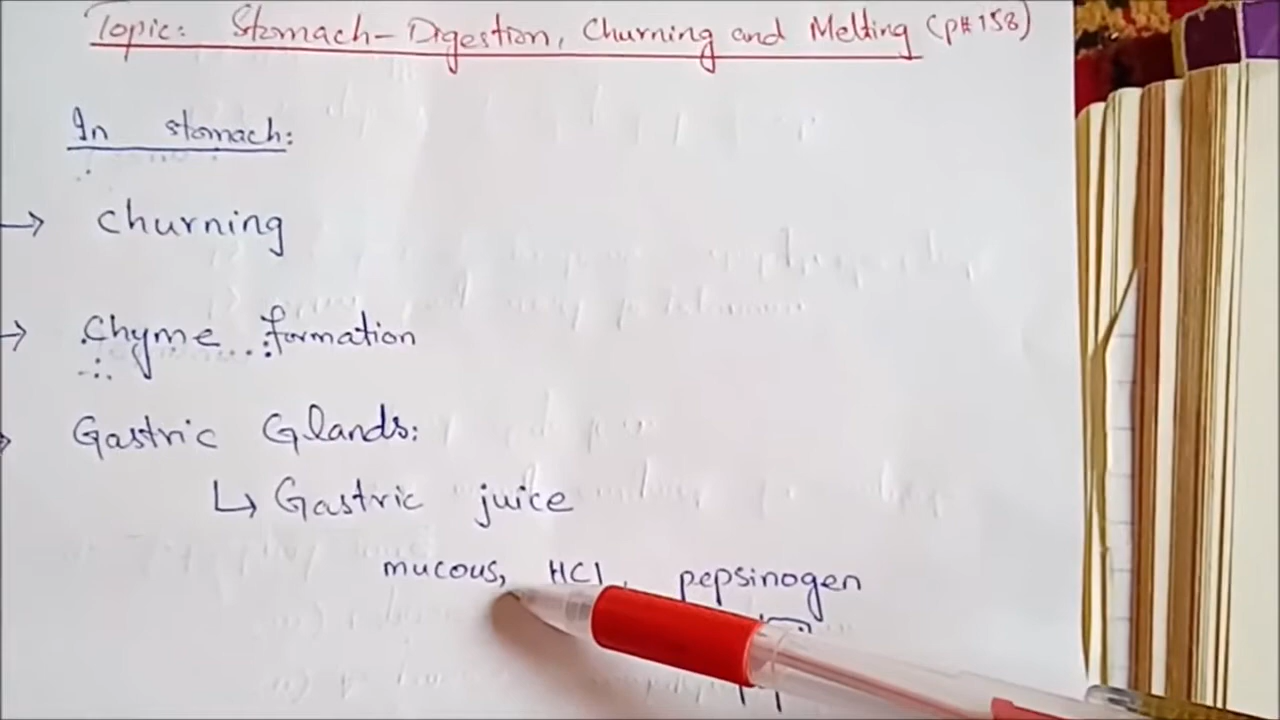 Topic: Stomach-Digestion, Churning and Melting (p#158)
In stomach:
→ Churning
→ Chyme formation
→ Gastric Glands:
↳ Gastric juice
mucous, HCl, pepsinogen